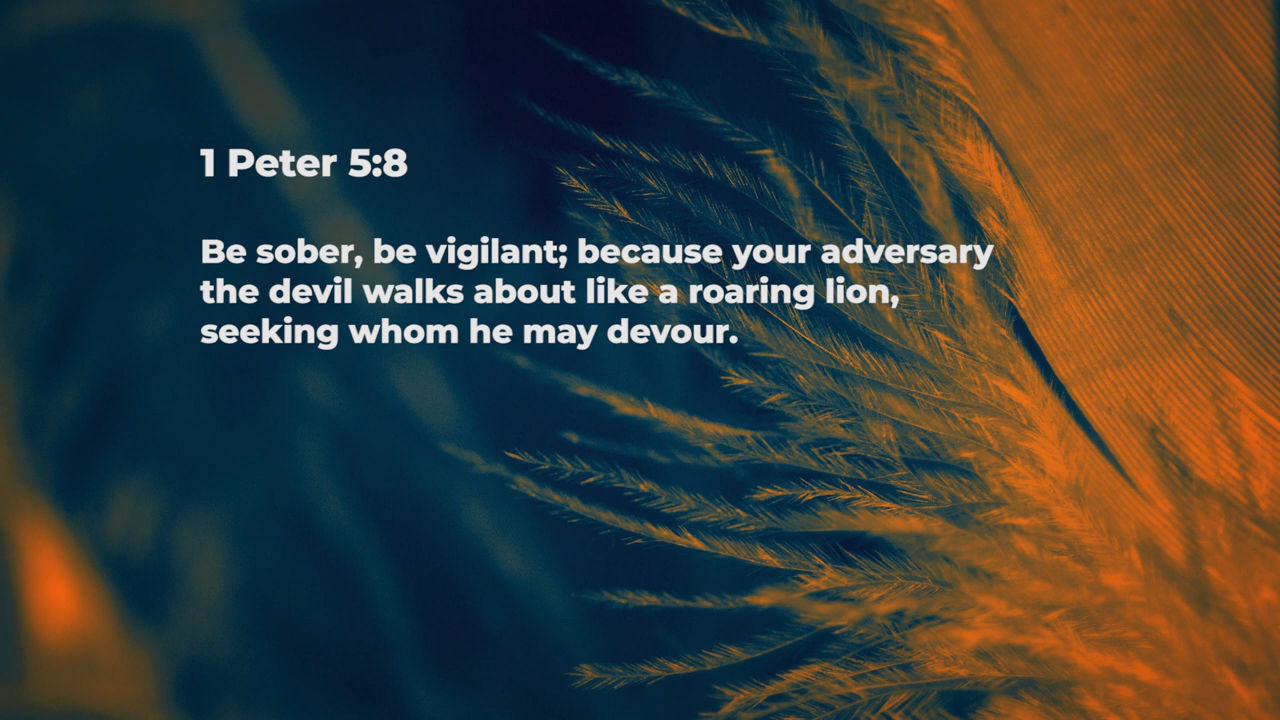 1 Peter 5:8
Be sober, be vigilant; because your adversary
the devil walks about like a roaring lion,
seeking whom he may devour.